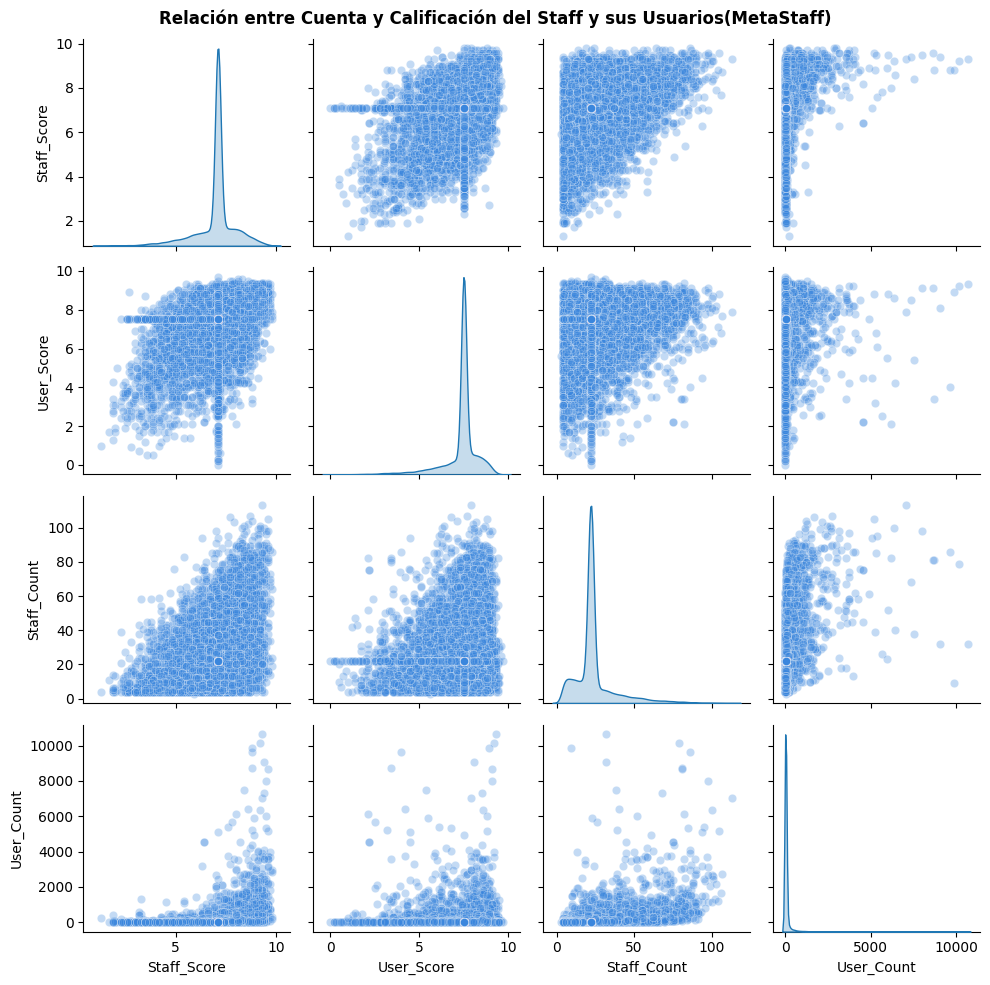 Relación entre Cuenta y Calificación del Staff y sus Usuarios(MetaStaff)
10
8
6
4
2
Staff_Score
10
8
6
4
2
0
User_Score
100
80
60
40
20
0
Staff_Count
10000
8000
6000
4000
2000
0
User_Count
5 10
0 5 10
0 50 100
0 5000 10000
Staff_Score
User_Score
Staff_Count
User_Count